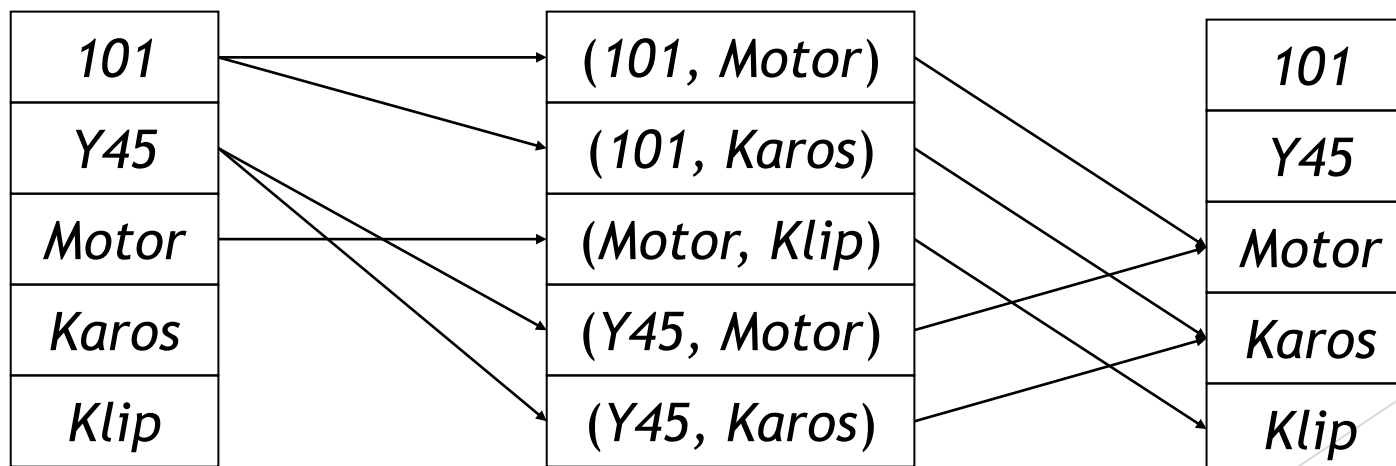 101
Y45
Motor
Karos
Klip
(101, Motor)
(101, Karos)
(Motor, Klip)
(Y45, Motor)
(Y45, Karos)
101
Y45
Motor
Karos
Klip